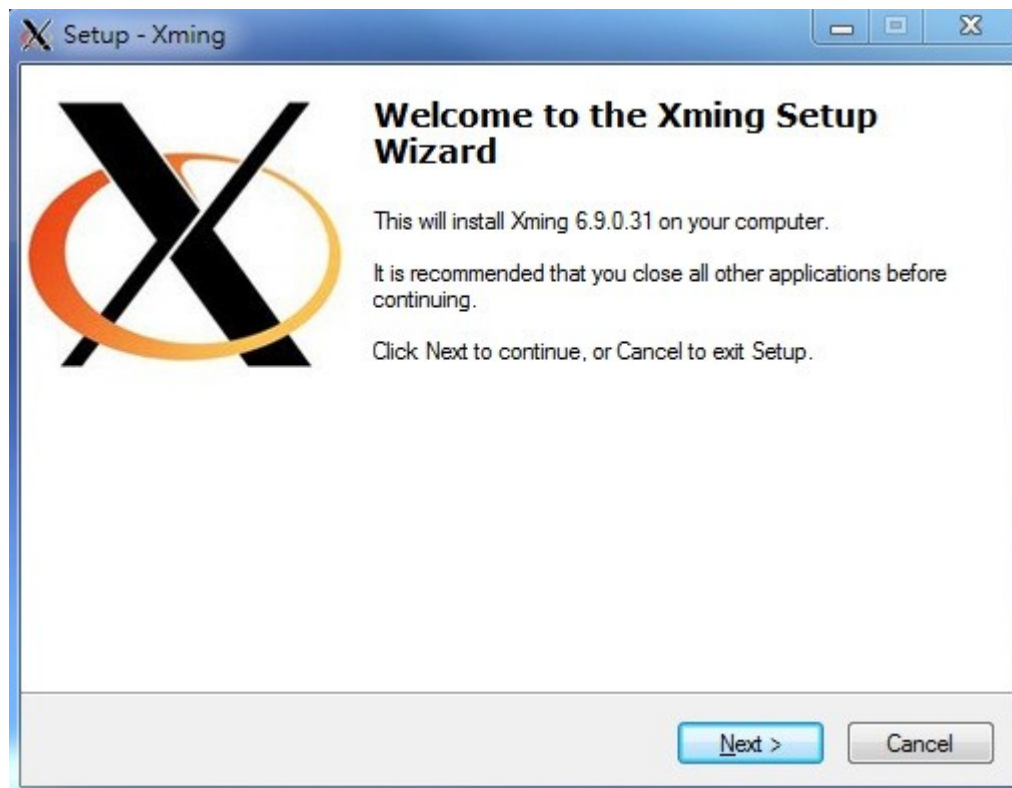 Setup - Xming
Welcome to the Xming Setup
Wizard
This will install Xming 6.9.0.31 on your computer.
It is recommended that you close all other applications before
continuing.
Click Next to continue, or Cancel to exit Setup.
Next >
Cancel